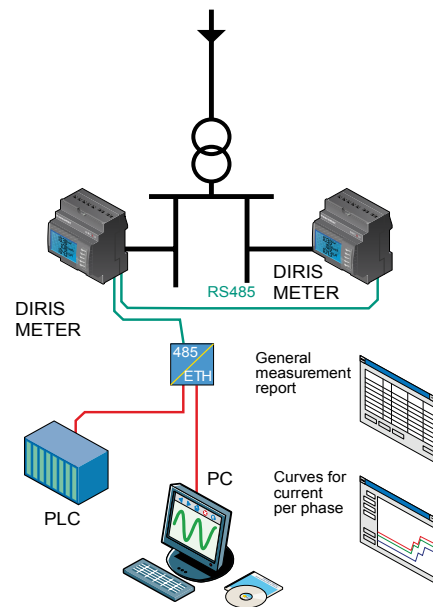 RS485
DIRIS
METER
DIRIS
METER
485
ETH
General
measurement
report
PLC
PC
Curves for
current
per phase